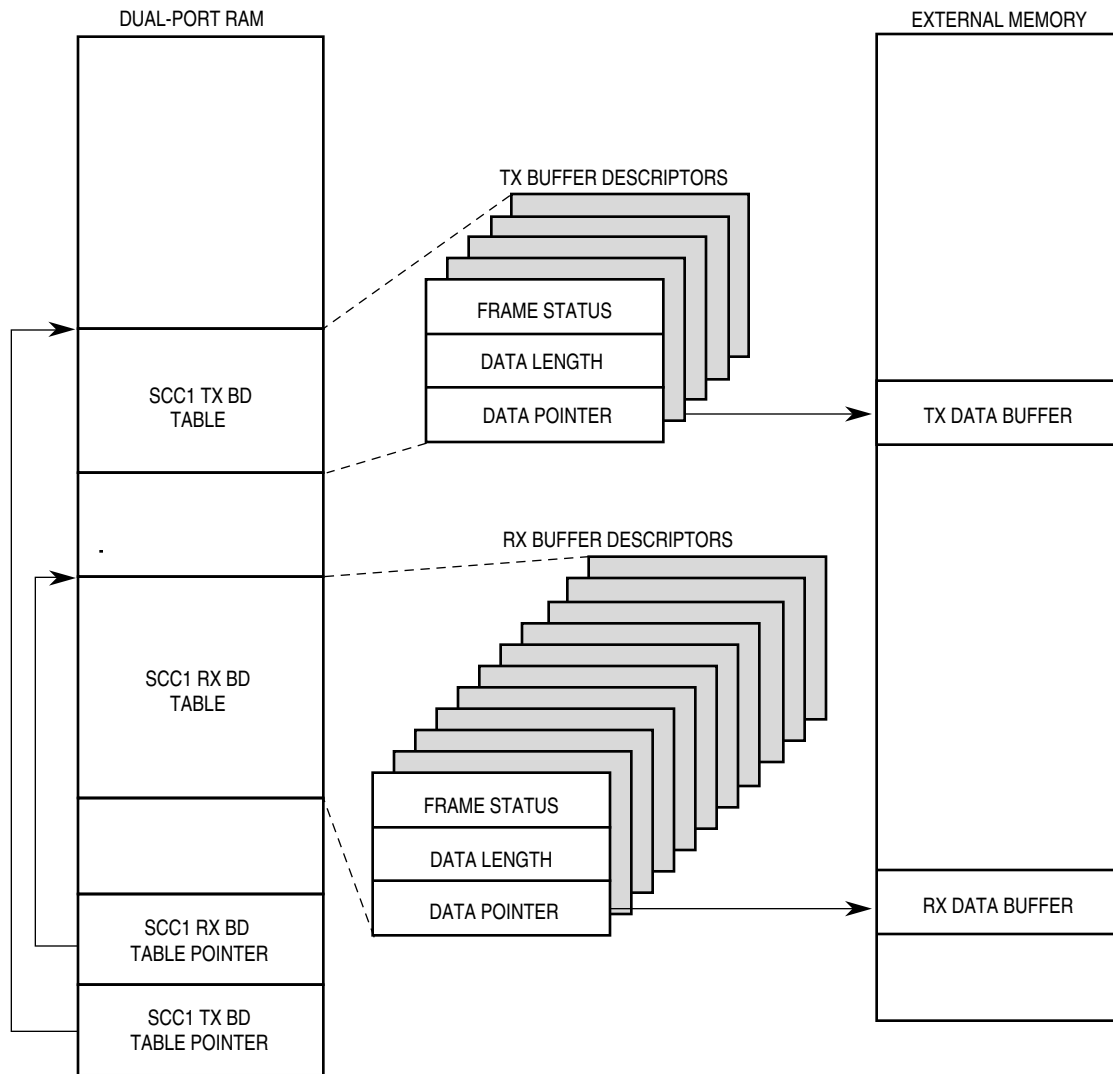 DUAL-PORT RAM
EXTERNAL MEMORY
TX BUFFER DESCRIPTORS
FRAME STATUS
DATA LENGTH
DATA POINTER
SCC1 TX BD
TABLE
TX DATA BUFFER
RX BUFFER DESCRIPTORS
SCC1 RX BD
TABLE
FRAME STATUS
DATA LENGTH
DATA POINTER
RX DATA BUFFER
SCC1 RX BD
TABLE POINTER
SCC1 TX BD
TABLE POINTER